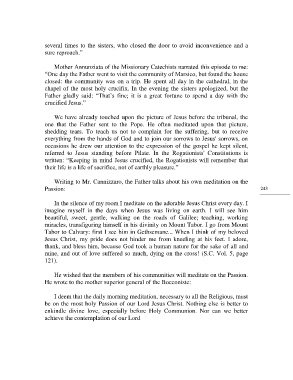 several times to the sisters, who closed the door to avoid inconvenience and a
sure reproach."
Mother Annunziata of the Missionary Catechists narrated this episode to me:
"One day the Father went to visit the community of Marsico, but found the house
closed: the community was on a trip. He spent all day in the cathedral, in the
chapel of the most holy crucifix. In the evening the sisters apologized, but the
Father gladly said: "That's fine; it is a great fortune to spend a day with the
crucified Jesus."
We have already touched upon the picture of Jesus before the tribunal, the
one that the Father sent to the Pope. He often meditated upon that picture,
shedding tears. To teach us not to complain for the suffering, but to receive
everything from the hands of God and to join our sorrows to Jesus' sorrows, on
occasions he drew our attention to the expression of the gospel he kept silent,
referred to Jesus standing before Pilate. In the Rogationists' Constitutions is
written: "Keeping in mind Jesus crucified, the Rogationists will remember that
their life is a life of sacrifice, not of earthly pleasure."
Writing to Mr. Cannizzaro, the Father talks about his own meditation on the
Passion:
245
In the silence of my room I meditate on the adorable Jesus Christ every day. I
imagine myself in the days when Jesus was living on earth. I will see him
beautiful, sweet, gentle, walking on the roads of Galilee; teaching, working
miracles, transfiguring himself in his divinity on Mount Tabor. I go from Mount
Tabor to Calvary; first I see him in Gethsemane... When I think of my beloved
Jesus Christ, my pride does not hinder me from kneeling at his feet. I adore,
thank, and bless him, because God took a human nature for the sake of all and
mine, and out of love suffered so much, dying on the cross! (S.C. Vol. 5, page
121).
He wished that the members of his communities will meditate on the Passion.
He wrote to the mother superior general of the Bocconiste:
I deem that the daily morning meditation, necessary to all the Religious, must
be on the most holy Passion of our Lord Jesus Christ. Nothing else is better to
enkindle divine love, especially before Holy Communion. Nor can we better
achieve the contemplation of our Lord